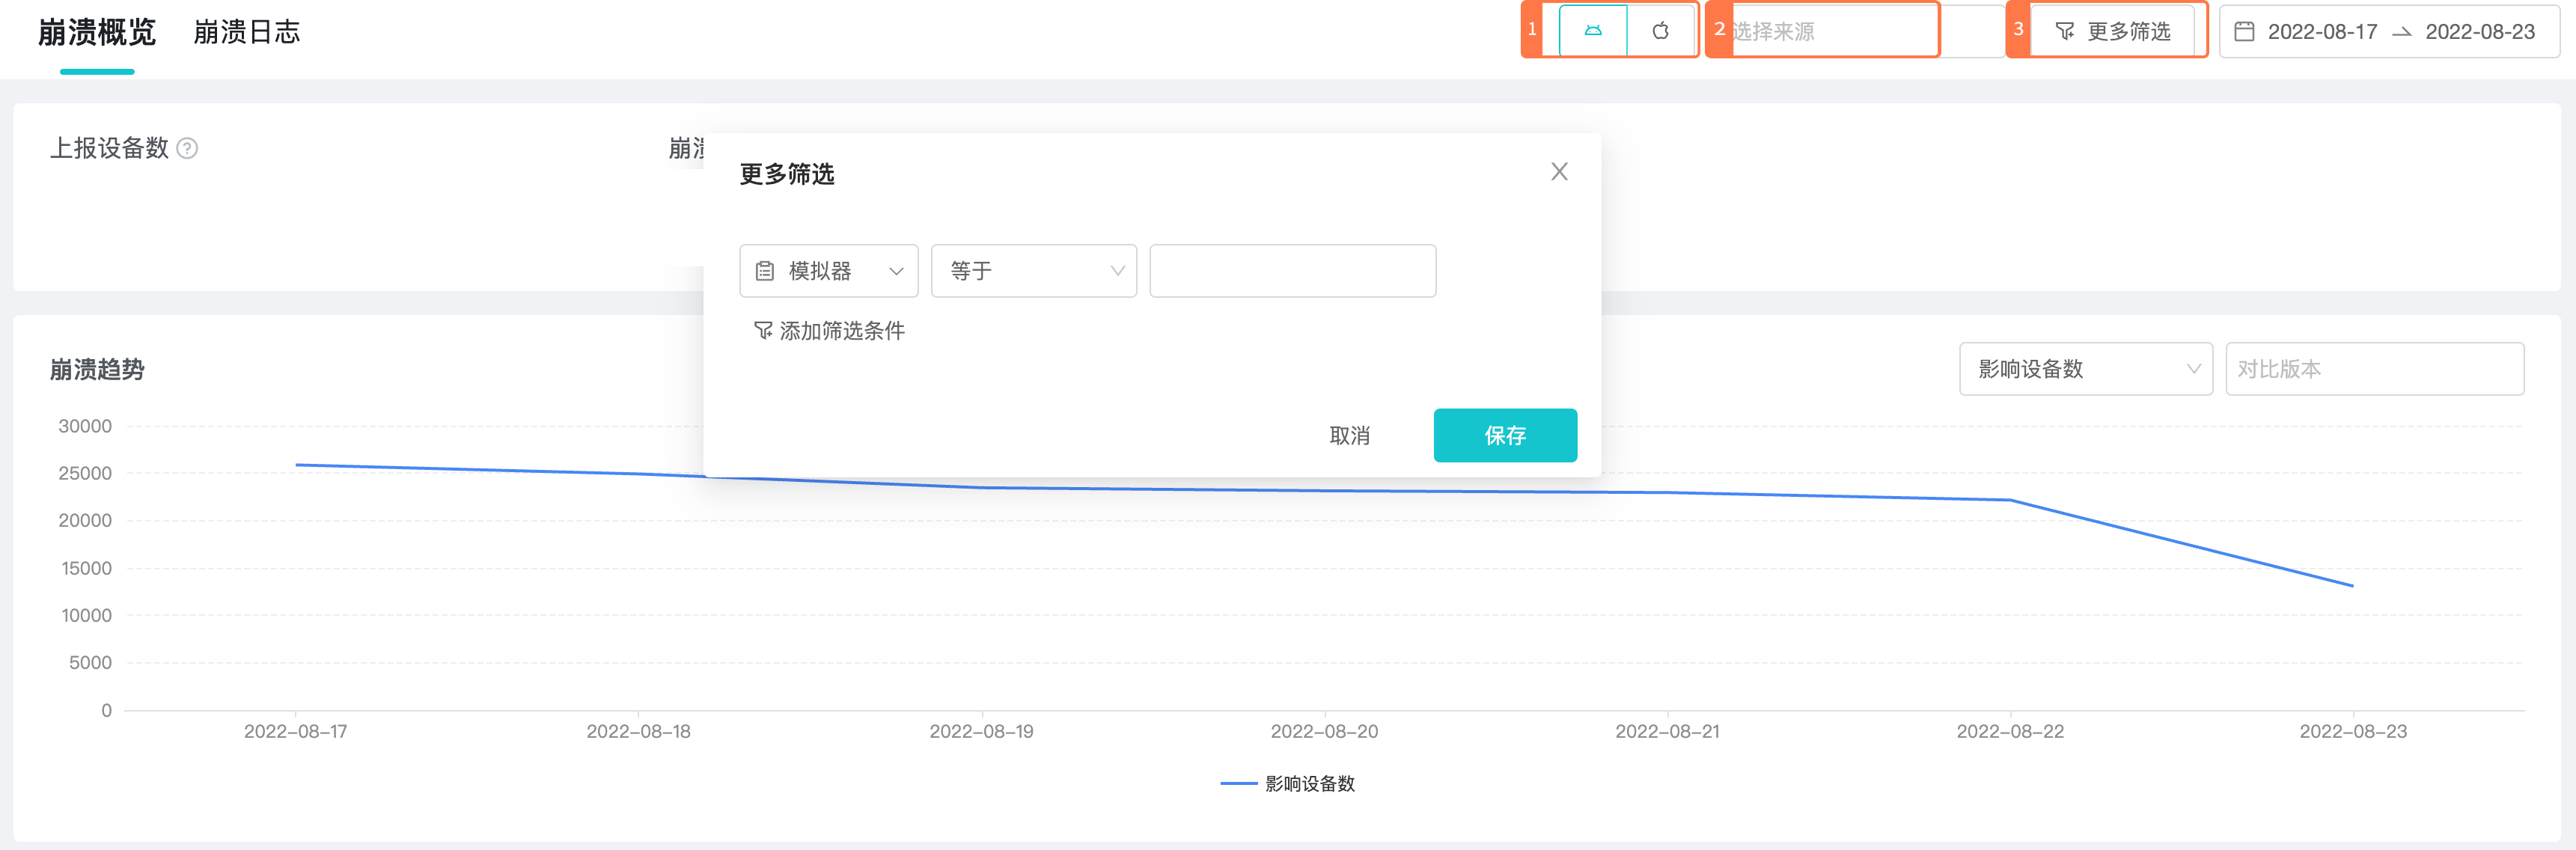 崩溃概览 崩溃日志 1 2 选择来源 3 更多筛选 2022-08-17 2022-08-23
上报设备数 ? 崩
更多筛选
模拟器 等于
添加筛选条件
取消 保存
崩溃趋势 影响设备数 对比版本
30000
25000
20000
15000
10000
5000
0
2022-08-17 2022-08-18 2022-08-19 2022-08-20 2022-08-21 2022-08-22 2022-08-23
影响设备数